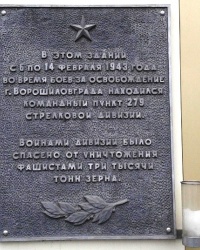 В ЭТОМ ЗДАНИИ
С 6 ПО 14 ФЕВРАЛЯ 1943 ГОДА
ВО ВРЕМЯ БОЕВ ЗА ОСВОБОЖДЕНИЕ
Г. ВОРОШИЛОВГРАДА НАХОДИЛСЯ
КОМАНДНЫЙ ПУНКТ 279
СТРЕЛКОВОЙ ДИВИЗИИ.
ВОИНАМИ ДИВИЗИИ БЫЛО
СПАСЕНО ОТ УНИЧТОЖЕНИЯ
ФАШИСТАМИ ТРИ ТЫСЯЧИ
ТОНН ЗЕРНА.